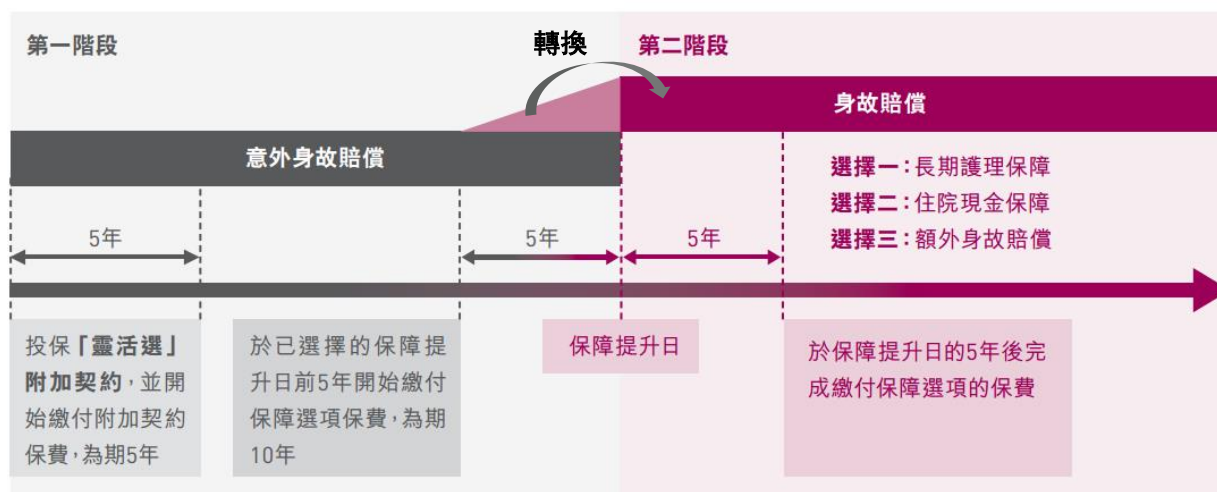 第一階段
轉換
第二階段
身故賠償
意外身故賠償
選擇一：長期護理保障
選擇二：住院現金保障
選擇三：額外身故賠償
5年
5年
5年
投保「靈活選」
附加契約，並開
始繳付附加契約
保費，為期5年
於已選擇的保障提
升日前5年開始繳付
保障選項保費，為期
10年
保障提升日
於保障提升日的5年後完
成繳付保障選項的保費